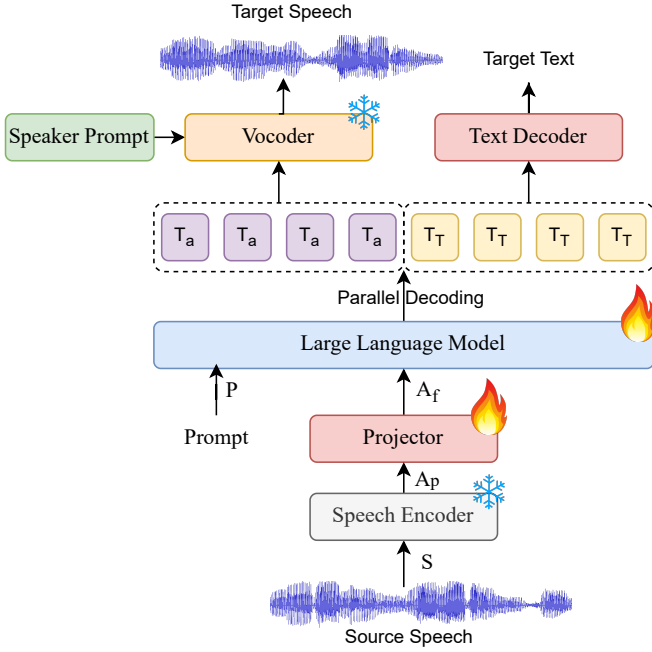 Target Speech
Target Text
Speaker Prompt
Vocoder
Text Decoder
Ta Ta Ta Ta TT TT TT TT
Parallel Decoding
Large Language Model
P
Af
Prompt
Projector
Ap
Speech Encoder
S
Source Speech